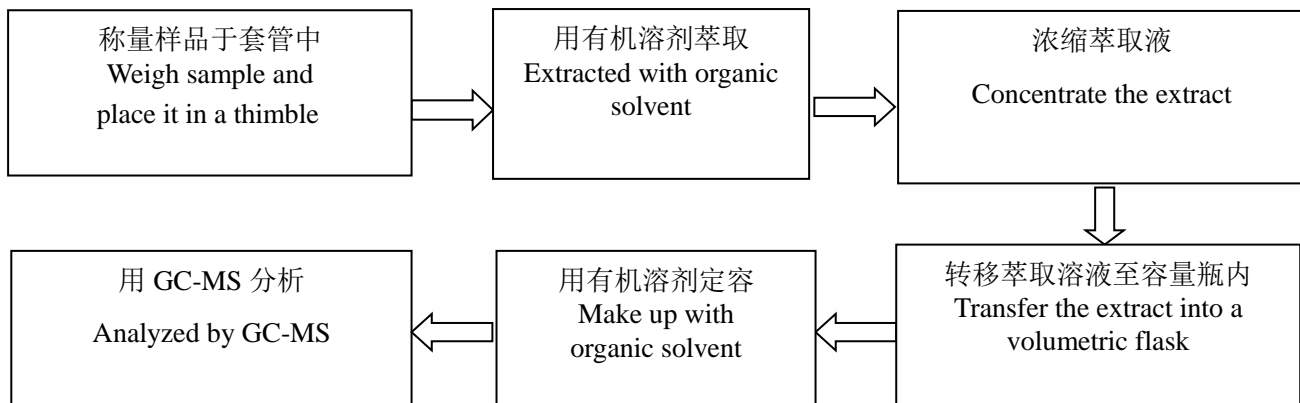 称量样品于套管中
Weigh sample and
place it in a thimble
用有机溶剂萃取
Extracted with organic
solvent
浓缩萃取液
Concentrate the extract
转移萃取溶液至容量瓶内
Transfer the extract into a
volumetric flask
用有机溶剂定容
Make up with
organic solvent
用 GC-MS 分析
Analyzed by GC-MS